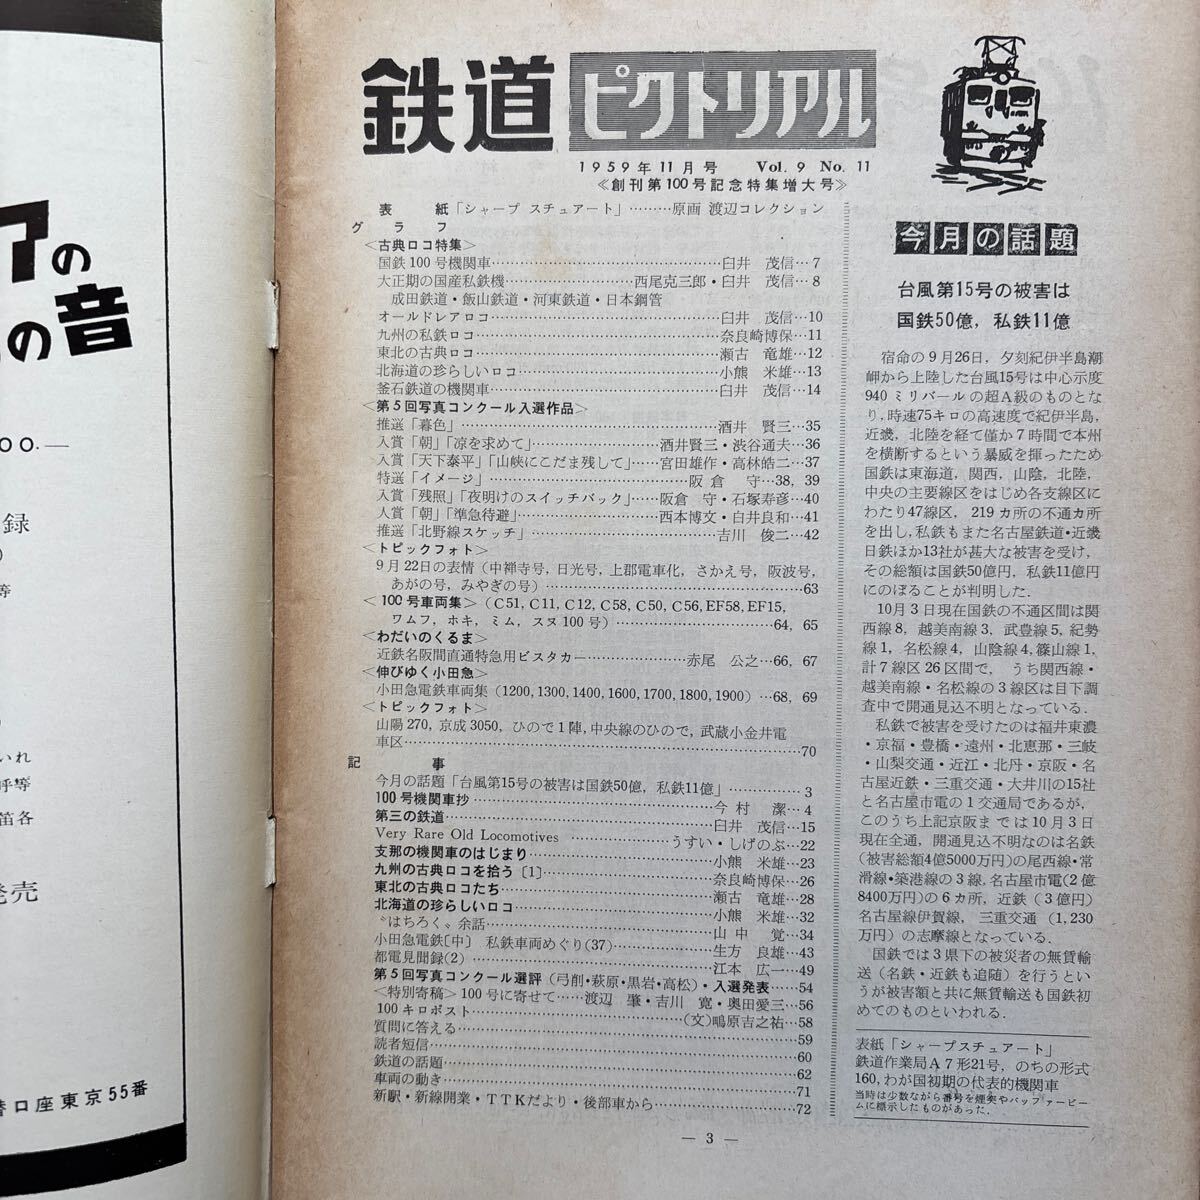 アの
の音
00.—
録
)
等
)
いれ
呼等
笛各
発売
替口座東京55番
鉄道ピクトリアル
1959年11月号 Vol. 9 No. 11
≪創刊第100号記念特集増大号≫
表紙「シャープ スチュアート」………原画 渡辺コレクション
グラフ
<古典ロコ特集>
国鉄100号機関車…臼井 茂信…7
大正期の国産私鉄機…西尾克三郎・臼井 茂信…8
成田鉄道・飯山鉄道・河東鉄道・日本鋼管
オールドレアロコ…臼井 茂信…10
九州の私鉄ロコ…奈良崎博保…11
東北の古典ロコ…瀬古 竜雄…12
北海道の珍らしいロコ…小熊 米雄…13
釜石鉄道の機関車…臼井 茂信…14
<第5回写真コンクール入選作品>
推選「暮色」…酒井 賢三…35
入賞「朝」「凉を求めて」…酒井賢三・渋谷通夫…36
入賞「天下泰平」「山峡にこだま残して」……宮田雄作・高林皓二…37
特選「イメージ」…阪倉 守…38, 39
入賞「残照」「夜明けのスイッチバック」……阪倉 守・石塚寿彦…40
人賞「朝」「準急待避」…西本博文・白井良和…41
推選「北野線スケッチ」…吉川 俊二…42
<トピックフォト>
9月22日の表情(中禅寺号, 日光号, 上郡電車化, さかえ号, 阪波号,
あがの号, みやぎの号)…63
<100号車両集>(C51, C11, C12, C58, C50, C56, EF58, EF15,
ワムフ, ホキ, ミム, スヌ100号)…64, 65
<わだいのくるま>
近鉄名阪間直通特急用ビスタカー…赤尾 公之…66, 67
<伸びゆく小田急>
小田急電鉄車両集(1200, 1300, 1400, 1600, 1700, 1800, 1900)…68, 69
<トピックフォト>
山陽270, 京成3050, ひので1陣, 中央線のひので, 武蔵小金井電
車区…70
記事
今月の話題「台風第15号の被害は国鉄50億, 私鉄11億」…3
100号機関車抄…今村 潔…4
第三の鉄道…臼井 茂信…15
Very Rare Old Locomotives …うすい・しげのぶ…22
支那の機関車のはじまり…小熊 米雄…23
九州の古典ロコを拾う〔1〕…奈良崎博保…26
東北の古典ロコたち…瀬古 竜雄…28
北海道の珍らしいロコ…小熊 米雄…32
〝はちろく〟余話…山中 覚…34
小田急電鉄〔中〕 私鉄車両めぐり(37)…生方 良雄…43
都電見聞録(2)…江本 広一…49
第5回写真コンクール選評(弓削・萩原・黒岩・高松)・入選発表…54
<特別寄稿>100号に寄せて……渡辺 肇・吉川 寛・奥田愛三…56
100キロポスト…(文)鴫原吉之祐…58
質問に答える…59
読者短信…60
鉄道の話題…62
車両の動き…71
新駅・新線開業・TTKだより・後部車から…72
今月の話題
台風第15号の被害は
国鉄50億, 私鉄11億
宿命の9月26日, 夕刻紀伊半島潮
岬から上陸した台風15号は中心示度
940ミリバールの超A級のものとな
り, 時速75キロの高速度で紀伊半島,
近畿, 北陸を経て僅か7時間で本州
を横断するという暴威を揮ったため
国鉄は東海道, 関西, 山陰, 北陸,
中央の主要線区をはじめ各支線区に
わたり47線区, 219カ所の不通カ所
を出し, 私鉄もまた名古屋鉄道・近畿
日鉄ほか13社が甚大な被害を受け,
その総額は国鉄50億円, 私鉄11億円
にのぼることが判明した.
10月3日現在国鉄の不通区間は関
西線8, 越美南線3, 武豊線5, 紀勢
線1, 名松線4, 山陰線4, 篠山線1,
計7線区26区間で, うち関西線・
越美南線・名松線の3線区は目下調
査中で開通見込不明となっている.
私鉄で被害を受けたのは福井東濃
・京福・豊橋・遠州・北恵那・三岐
・山梨交通・近江・北丹・京阪・名
古屋近鉄・三重交通・大井川の15社
と名古屋市電の1交通局であるが,
このうち上記京阪までは10月3日
現在全通, 開通見込不明なのは名鉄
(被害総額4億5000万円)の尾西線・常
滑線・築港線の3線, 名古屋市電(2億
8400万円)の6カ所, 近鉄(3億円)
名古屋線伊賀線, 三重交通(1,230
万円)の志摩線となっている.
国鉄では3県下の被災者の無賃輸
送(名鉄・近鉄も追随)を行うとい
うが被害額と共に無賃輸送も国鉄初
めてのものといわれる.
表紙「シャープスチュアート」
鉄道作業局A7形21号, のちの形式
160, わが国初期の代表的機関車
当時は少数ながら番号を煙突やバッファービー
ムに標示したものがあった.
— 3 —